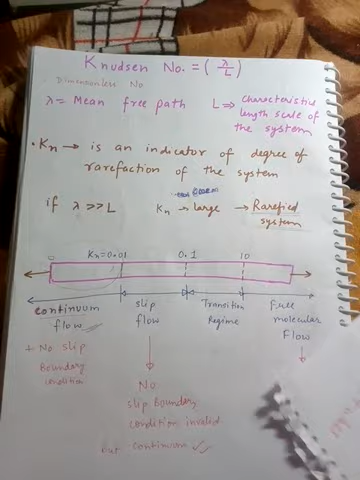 Knudsen No. = (λ/L)
Dimensionless No
λ = Mean free path L ⇒ characteristic
length scale of
the system
• Kn → is an indicator of degree of
rarefaction of the system
if λ >> L Kn → large → Rarefied
system
0 Kn=0.01 0.1 10
continuum slip Transition Free
flow flow Regime molecular
Flow
+ No slip
Boundary
condition
No
slip Boundary
condition invalid
but continuum ✓